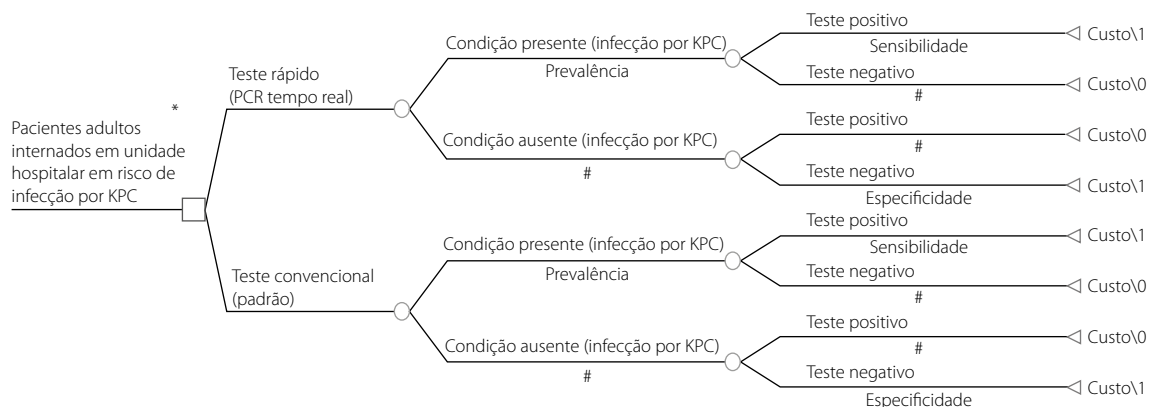 *
Pacientes adultos
internados em unidade
hospitalar em risco de
infecção por KPC
Teste rápido
(PCR tempo real)
Condição presente (infecção por KPC)
Prevalência
Teste positivo
Sensibilidade
Custo\1
Teste negativo
#
Custo\0
Condição ausente (infecção por KPC)
#
Teste positivo
#
Custo\0
Teste negativo
Especificidade
Custo\1
Teste convencional
(padrão)
Condição presente (infecção por KPC)
Prevalência
Teste positivo
Sensibilidade
Custo\1
Teste negativo
#
Custo\0
Condição ausente (infecção por KPC)
#
Teste positivo
#
Custo\0
Teste negativo
Especificidade
Custo\1